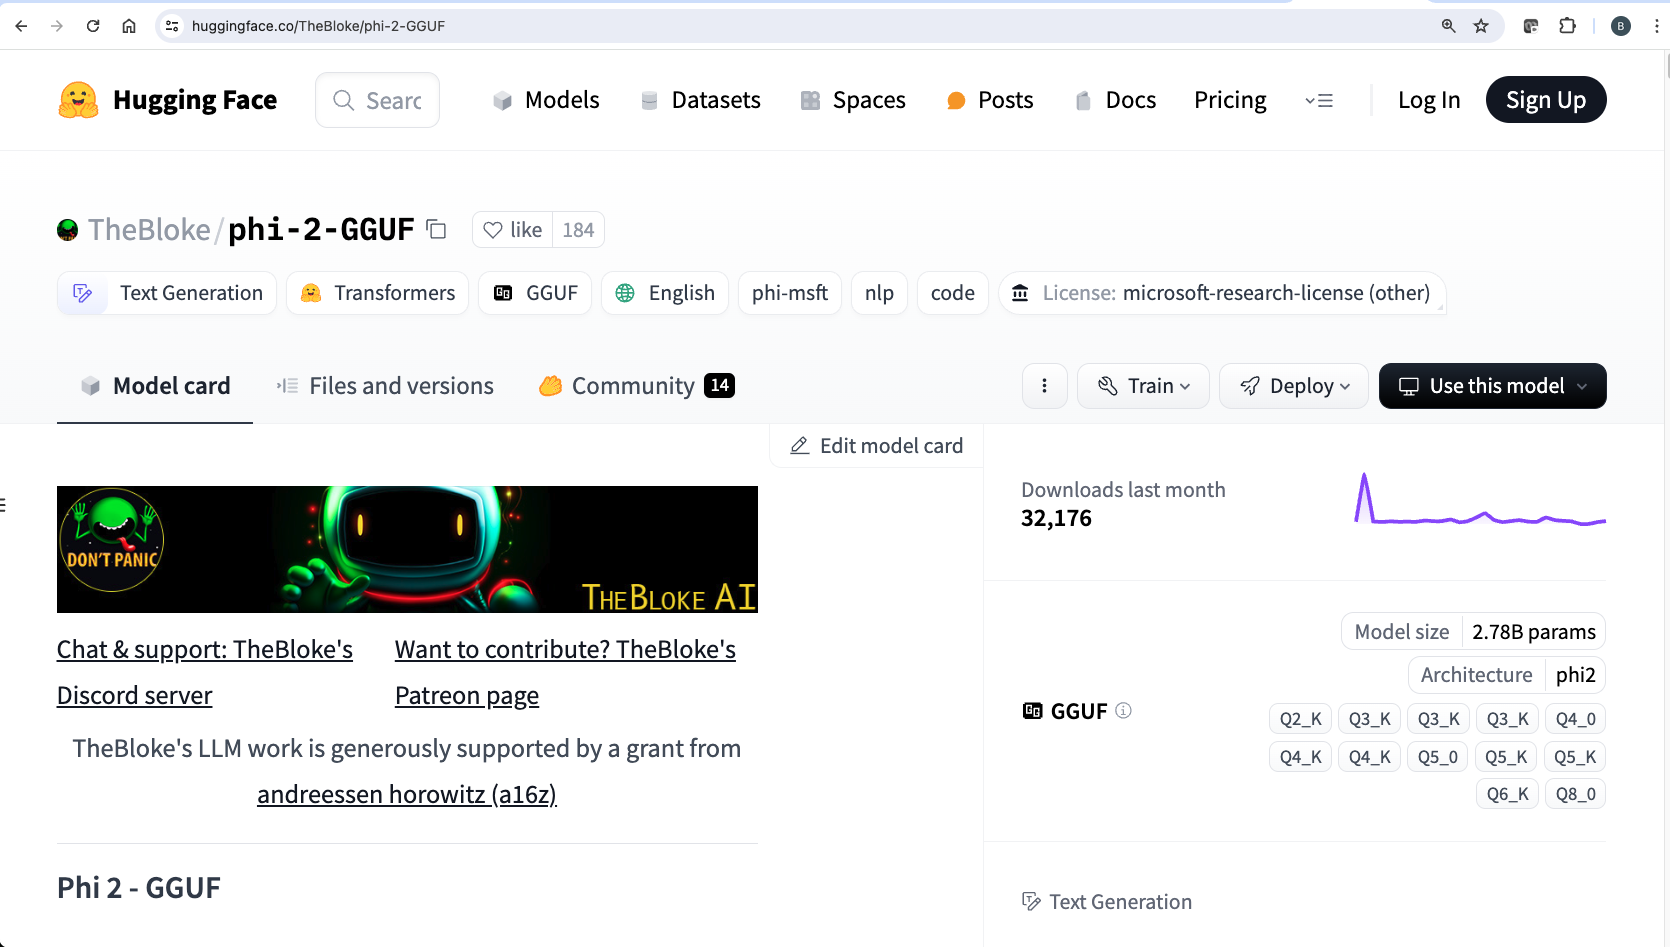 huggingface.co/TheBloke/phi-2-GGUF
B
Hugging Face
Searc
Models
Datasets
Spaces
Posts
Docs
Pricing
Log In
Sign Up
TheBloke/phi-2-GGUF
like 184
Text Generation
Transformers
GGUF
English
phi-msft
nlp
code
License: microsoft-research-license (other)
Model card
Files and versions
Community 14
Train
Deploy
Use this model
Edit model card
DON'T PANIC
THEBLOKE AI
Chat & support: TheBloke's
Discord server
Want to contribute? TheBloke's
Patreon page
TheBloke's LLM work is generously supported by a grant from
andreessen horowitz (a16z)
Phi 2 - GGUF
Downloads last month
32,176
Model size 2.78B params
Architecture phi2
GGUF
Q2_K Q3_K Q3_K Q3_K Q4_0
Q4_K Q4_K Q5_0 Q5_K Q5_K
Q6_K Q8_0
Text Generation